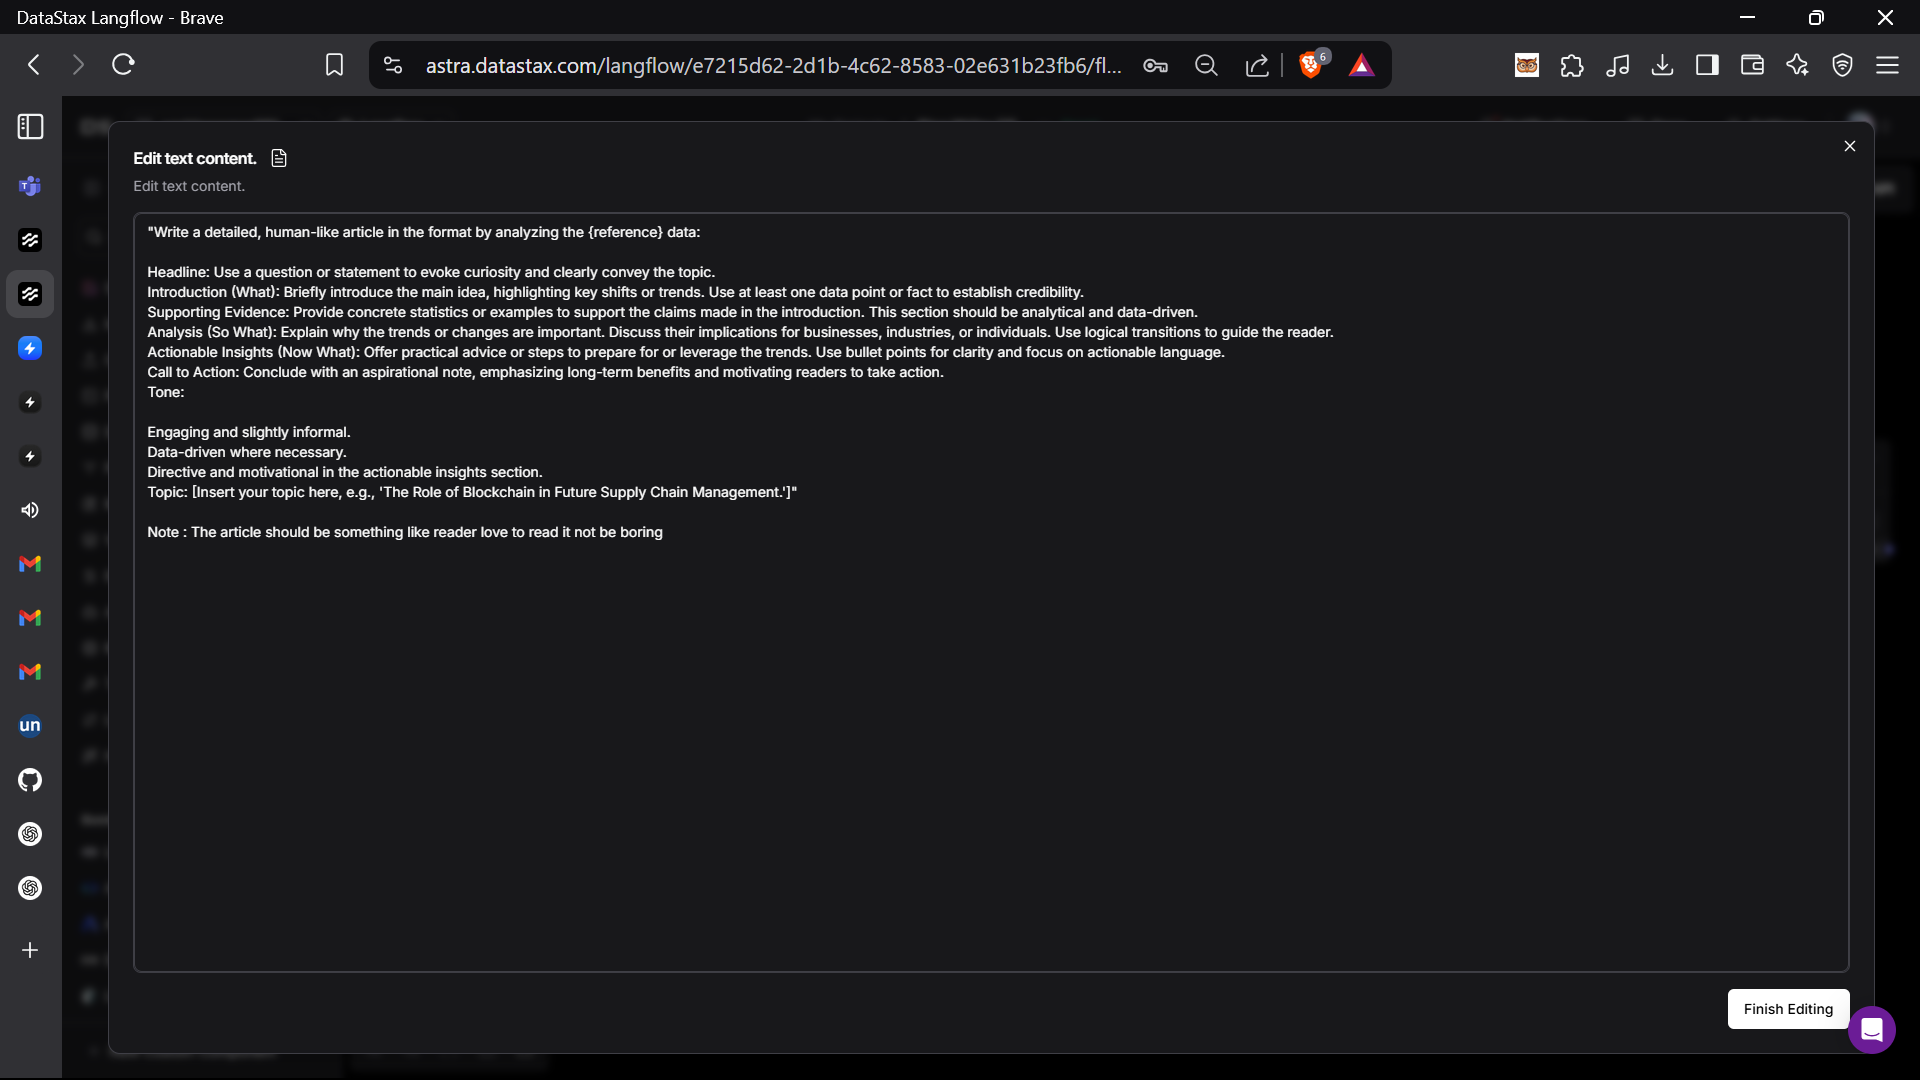 DataStax Langflow - Brave
astra.datastax.com/langflow/e7215d62-2d1b-4c62-8583-02e631b23fb6/fl...
6
Edit text content.
Edit text content.
"Write a detailed, human-like article in the format by analyzing the {reference} data:
Headline: Use a question or statement to evoke curiosity and clearly convey the topic.
Introduction (What): Briefly introduce the main idea, highlighting key shifts or trends. Use at least one data point or fact to establish credibility.
Supporting Evidence: Provide concrete statistics or examples to support the claims made in the introduction. This section should be analytical and data-driven.
Analysis (So What): Explain why the trends or changes are important. Discuss their implications for businesses, industries, or individuals. Use logical transitions to guide the reader.
Actionable Insights (Now What): Offer practical advice or steps to prepare for or leverage the trends. Use bullet points for clarity and focus on actionable language.
Call to Action: Conclude with an aspirational note, emphasizing long-term benefits and motivating readers to take action.
Tone:
Engaging and slightly informal.
Data-driven where necessary.
Directive and motivational in the actionable insights section.
Topic: [Insert your topic here, e.g., 'The Role of Blockchain in Future Supply Chain Management.']"
Note : The article should be something like reader love to read it not be boring
un
Finish Editing